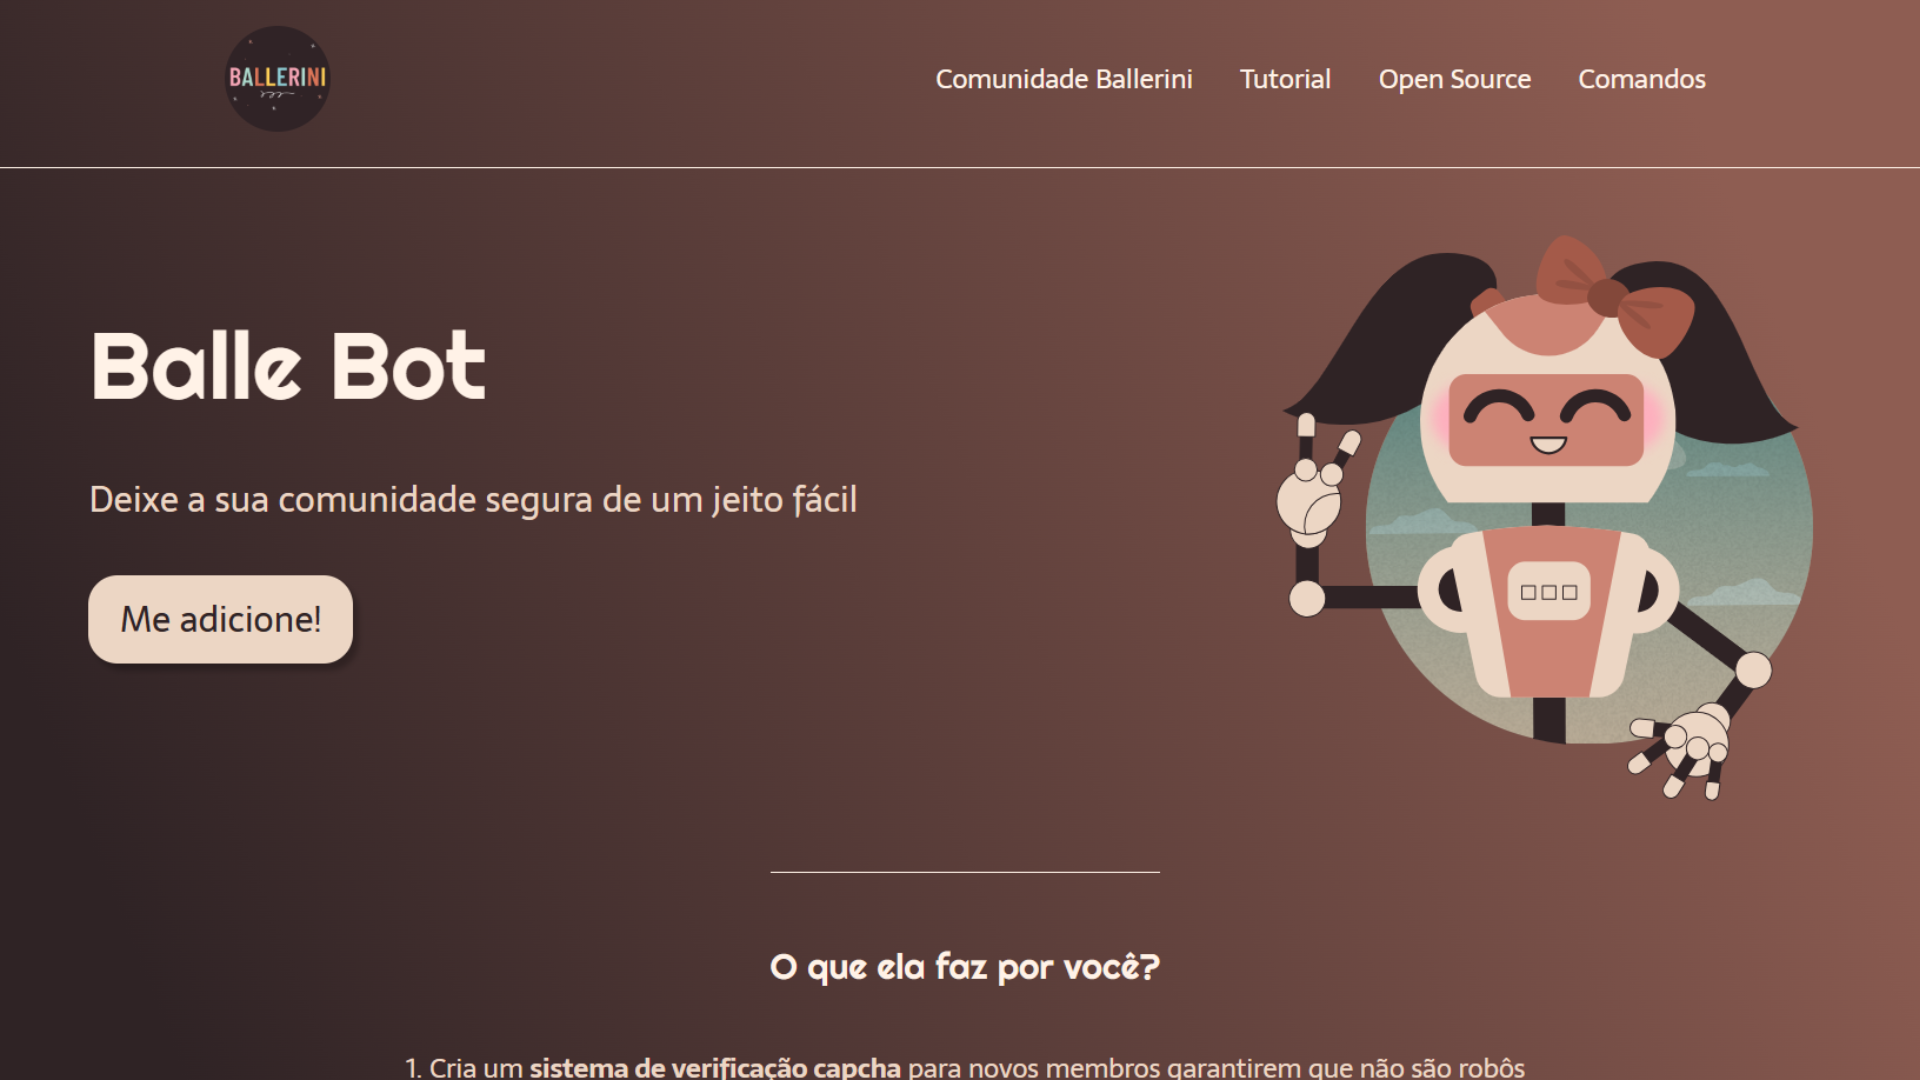 BALLERINI
Comunidade Ballerini
Tutorial
Open Source
Comandos
Balle Bot
Deixe a sua comunidade segura de um jeito fácil
Me adicione!
O que ela faz por você?
1. Cria um sistema de verificação capcha para novos membros garantirem que não são robôs